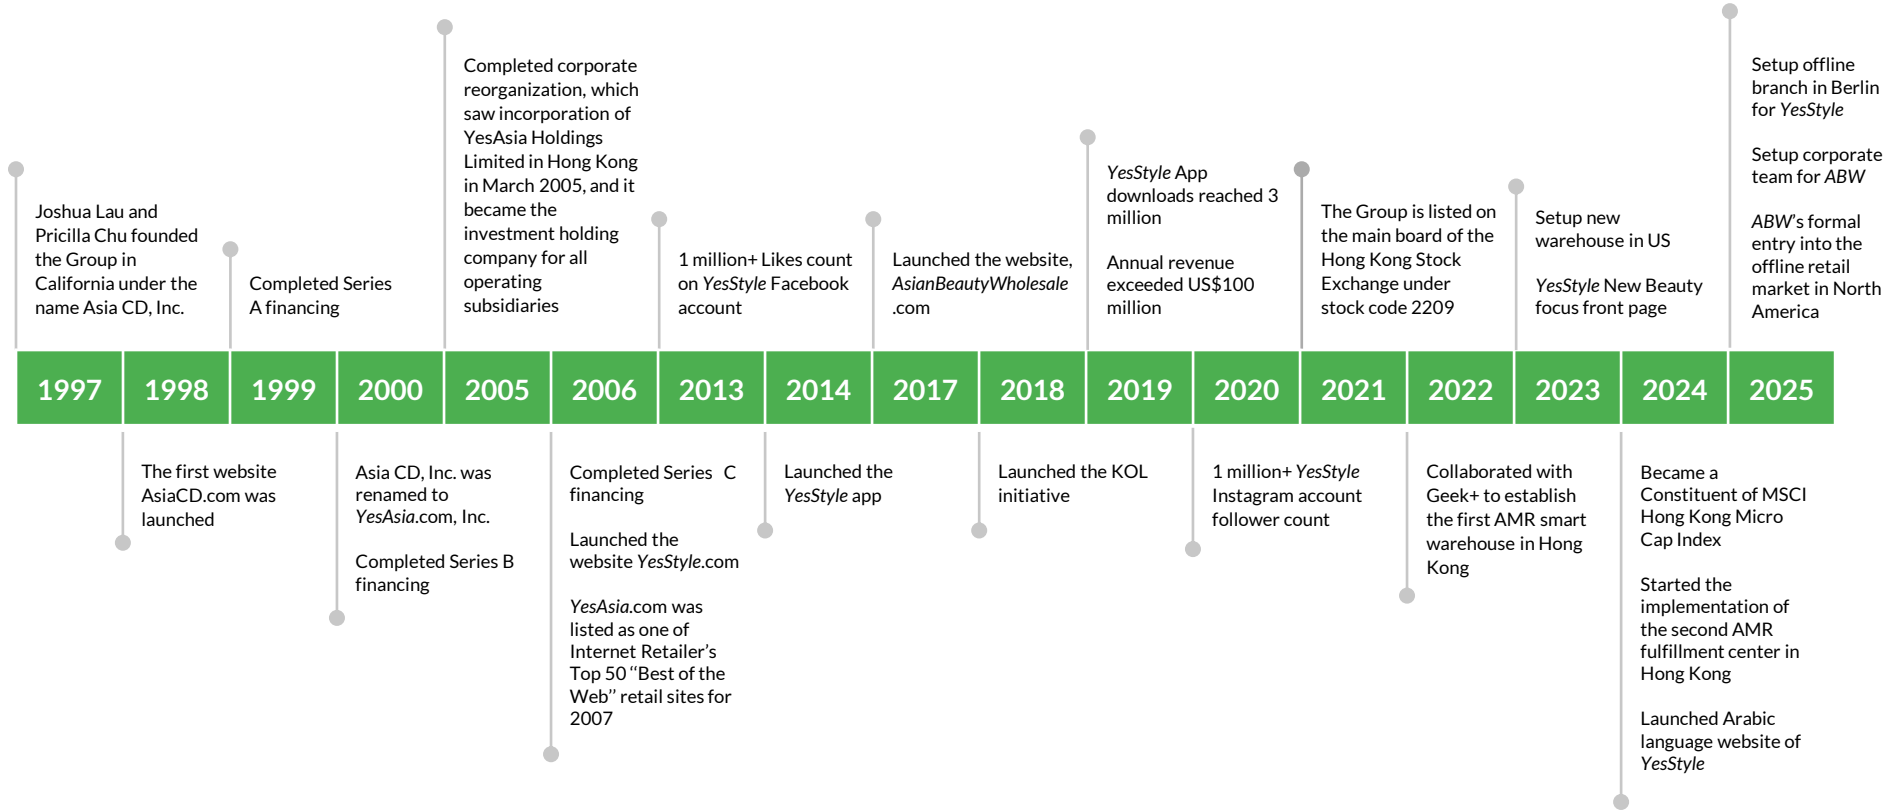 Joshua Lau and
Pricilla Chu founded
the Group in
California under the
name Asia CD, Inc.
Completed Series
A financing
Completed corporate
reorganization, which
saw incorporation of
YesAsia Holdings
Limited in Hong Kong
in March 2005, and it
became the
investment holding
company for all
operating
subsidiaries
1 million+ Likes count
on YesStyle Facebook
account
Launched the website,
AsianBeautyWholesale
.com
YesStyle App
downloads reached 3
million
Annual revenue
exceeded US$100
million
The Group is listed on
the main board of the
Hong Kong Stock
Exchange under
stock code 2209
Setup new
warehouse in US
YesStyle New Beauty
focus front page
Setup offline
branch in Berlin
for YesStyle
Setup corporate
team for ABW
ABW's formal
entry into the
offline retail
market in North
America
1997 1998 1999 2000 2005 2006 2013 2014 2017 2018 2019 2020 2021 2022 2023 2024 2025
The first website
AsiaCD.com was
launched
Asia CD, Inc. was
renamed to
YesAsia.com, Inc.
Completed Series B
financing
Completed Series C
financing
Launched the
website YesStyle.com
YesAsia.com was
listed as one of
Internet Retailer's
Top 50 ‘‘Best of the
Web’’ retail sites for
2007
Launched the
YesStyle app
Launched the KOL
initiative
1 million+ YesStyle
Instagram account
follower count
Collaborated with
Geek+ to establish
the first AMR smart
warehouse in Hong
Kong
Became a
Constituent of MSCI
Hong Kong Micro
Cap Index
Started the
implementation of
the second AMR
fulfillment center in
Hong Kong
Launched Arabic
language website of
YesStyle